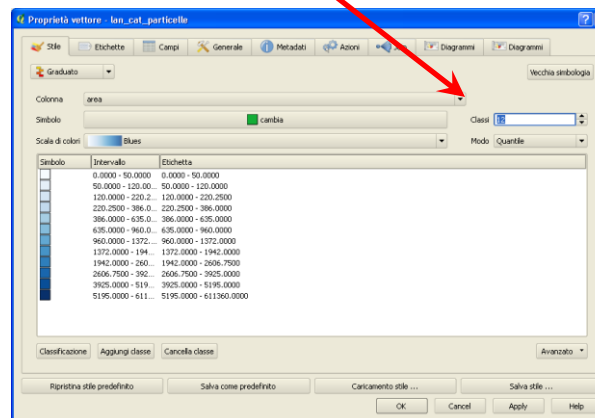 Proprietà vettore - lan_cat_particelle
Stile Etichette Campi Generale Metadati Azioni Diagrammi Diagrammi
Graduato Vecchia simbologia
Colonna area
Simbolo cambia Classi 12
Scala di colori Blues Modo Quantile
Simbolo Intervallo Etichetta
0.0000 - 50.0000 0.0000 - 50.0000
50.0000 - 120.00... 50.0000 - 120.0000
120.0000 - 220.2... 120.0000 - 220.2500
220.2500 - 386.0... 220.2500 - 386.0000
386.0000 - 635.0... 386.0000 - 635.0000
635.0000 - 960.0... 635.0000 - 960.0000
960.0000 - 1372.... 960.0000 - 1372.0000
1372.0000 - 194... 1372.0000 - 1942.0000
1942.0000 - 260... 1942.0000 - 2606.7500
2606.7500 - 392... 2606.7500 - 3925.0000
3925.0000 - 519... 3925.0000 - 5195.0000
5195.0000 - 611... 5195.0000 - 611360.0000
Classificazione Aggiungi classe Cancella classe Avanzato
Ripristina stile predefinito Salva come predefinito Caricamento stile ... Salva stile ...
OK Cancel Apply Help